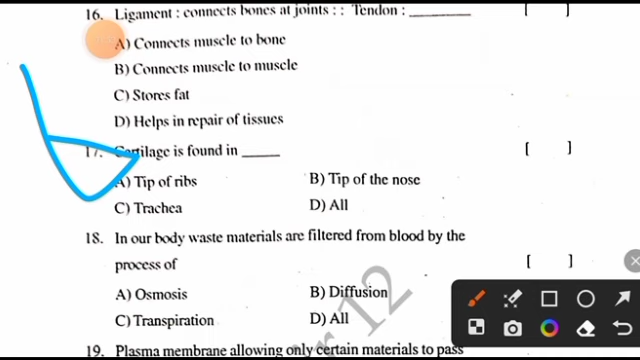 16. Ligament : connects bones at joints : : Tendon : ________ [ ]
A) Connects muscle to bone
B) Connects muscle to muscle
C) Stores fat
D) Helps in repair of tissues
17. Cartilage is found in _____ [ ]
A) Tip of ribs B) Tip of the nose
C) Trachea D) All
18. In our body waste materials are filtered from blood by the
process of [ ]
A) Osmosis B) Diffusion
C) Transpiration D) All
19. Plasma membrane allowing only certain materials to pass
12